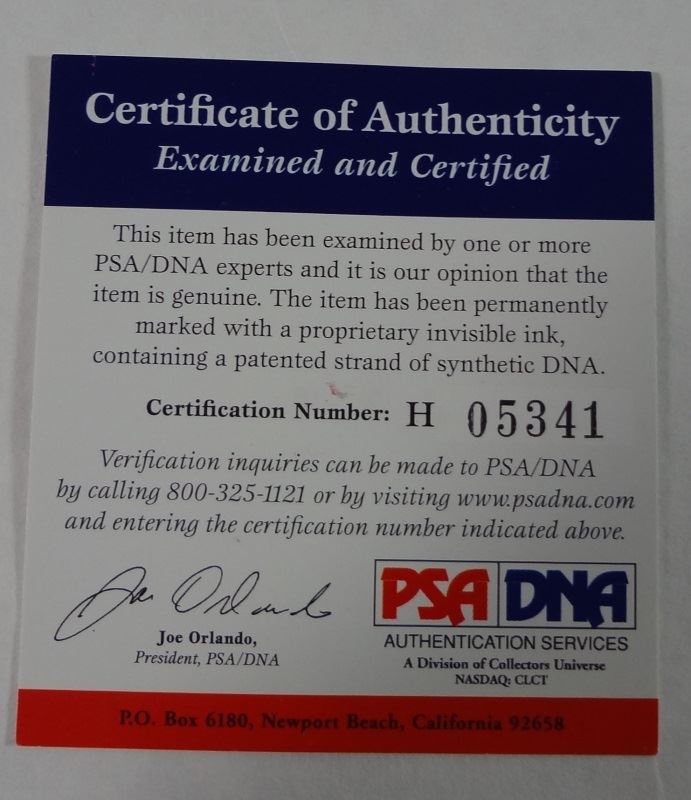 Certificate of Authenticity
Examined and Certified
This item has been examined by one or more
PSA/DNA experts and it is our opinion that the
item is genuine. The item has been permanently
marked with a proprietary invisible ink,
containing a patented strand of synthetic DNA.
Certification Number: H 05341
Verification inquiries can be made to PSA/DNA
by calling 800-325-1121 or by visiting www.psadna.com
and entering the certification number indicated above.
Joe Orlando
Joe Orlando,
President, PSA/DNA
PSA DNA
AUTHENTICATION SERVICES
A Division of Collectors Universe
NASDAQ: CLCT
P.O. Box 6180, Newport Beach, California 92658